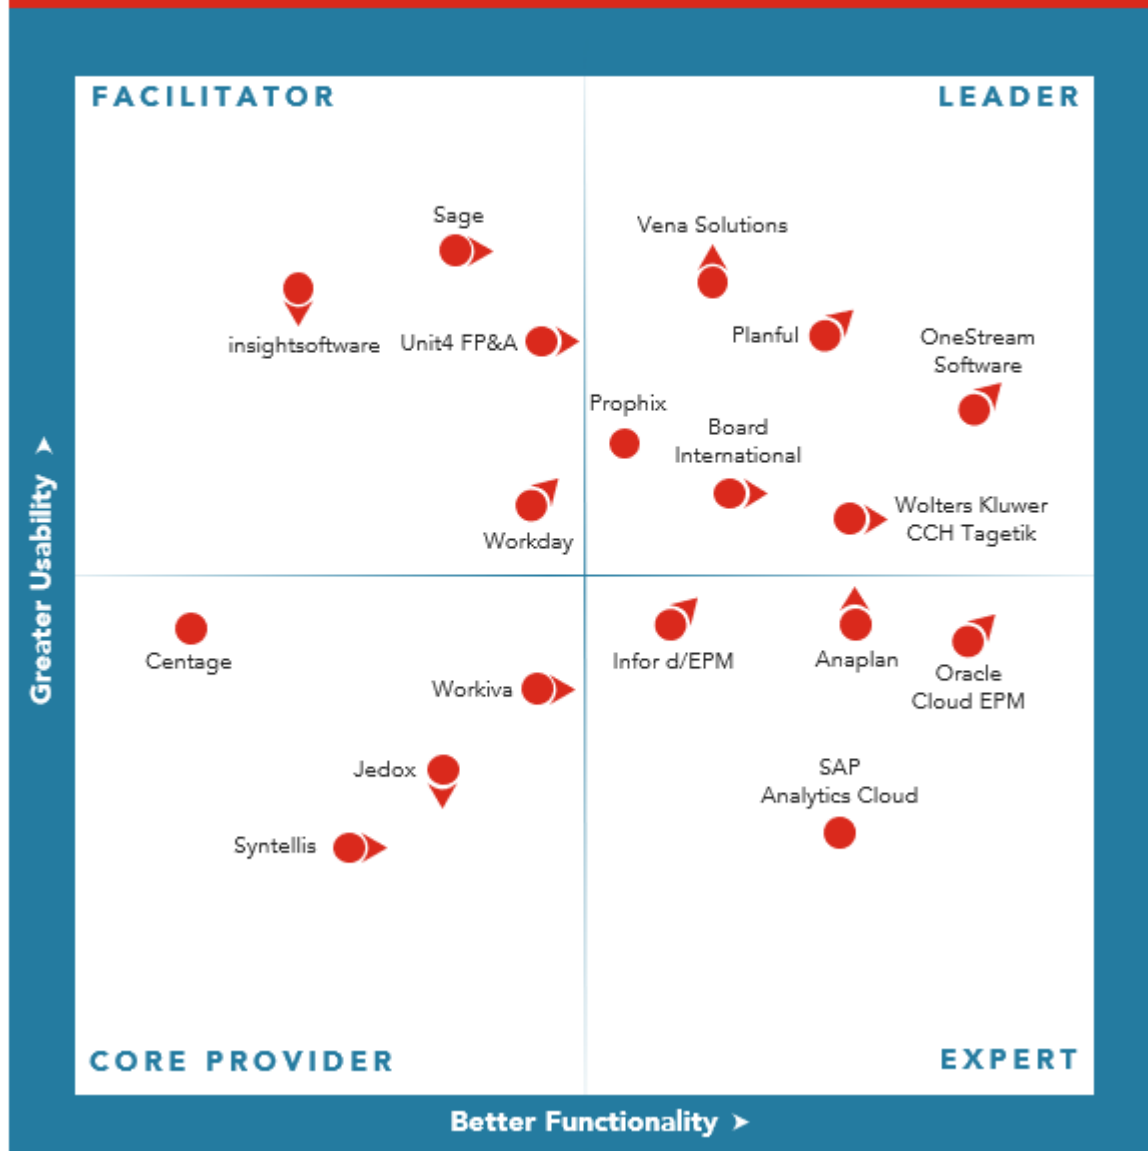 FACILITATOR
LEADER
Sage
Vena Solutions
insightsoftware
Unit4 FP&A
Planful
OneStream
Software
Prophix
Board
International
Workday
Wolters Kluwer
CCH Tagetik
Greater Usability ➤
Centage
Infor d/EPM
Anaplan
Oracle
Cloud EPM
Workiva
Jedox
SAP
Analytics Cloud
Syntellis
CORE PROVIDER
EXPERT
Better Functionality ➤